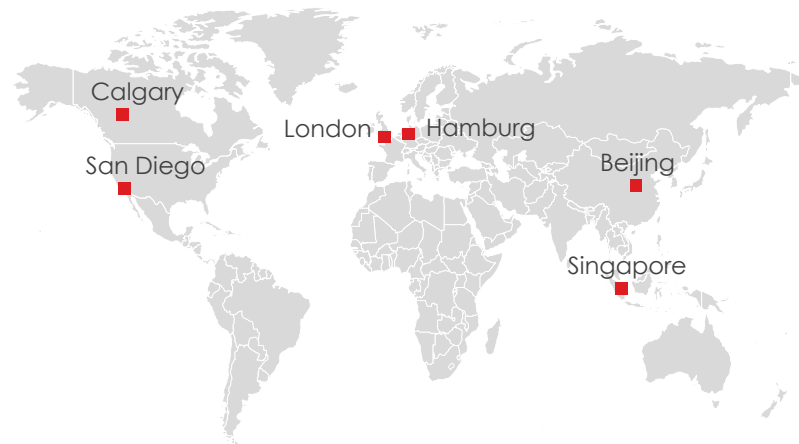 Calgary
London
Hamburg
San Diego
Beijing
Singapore